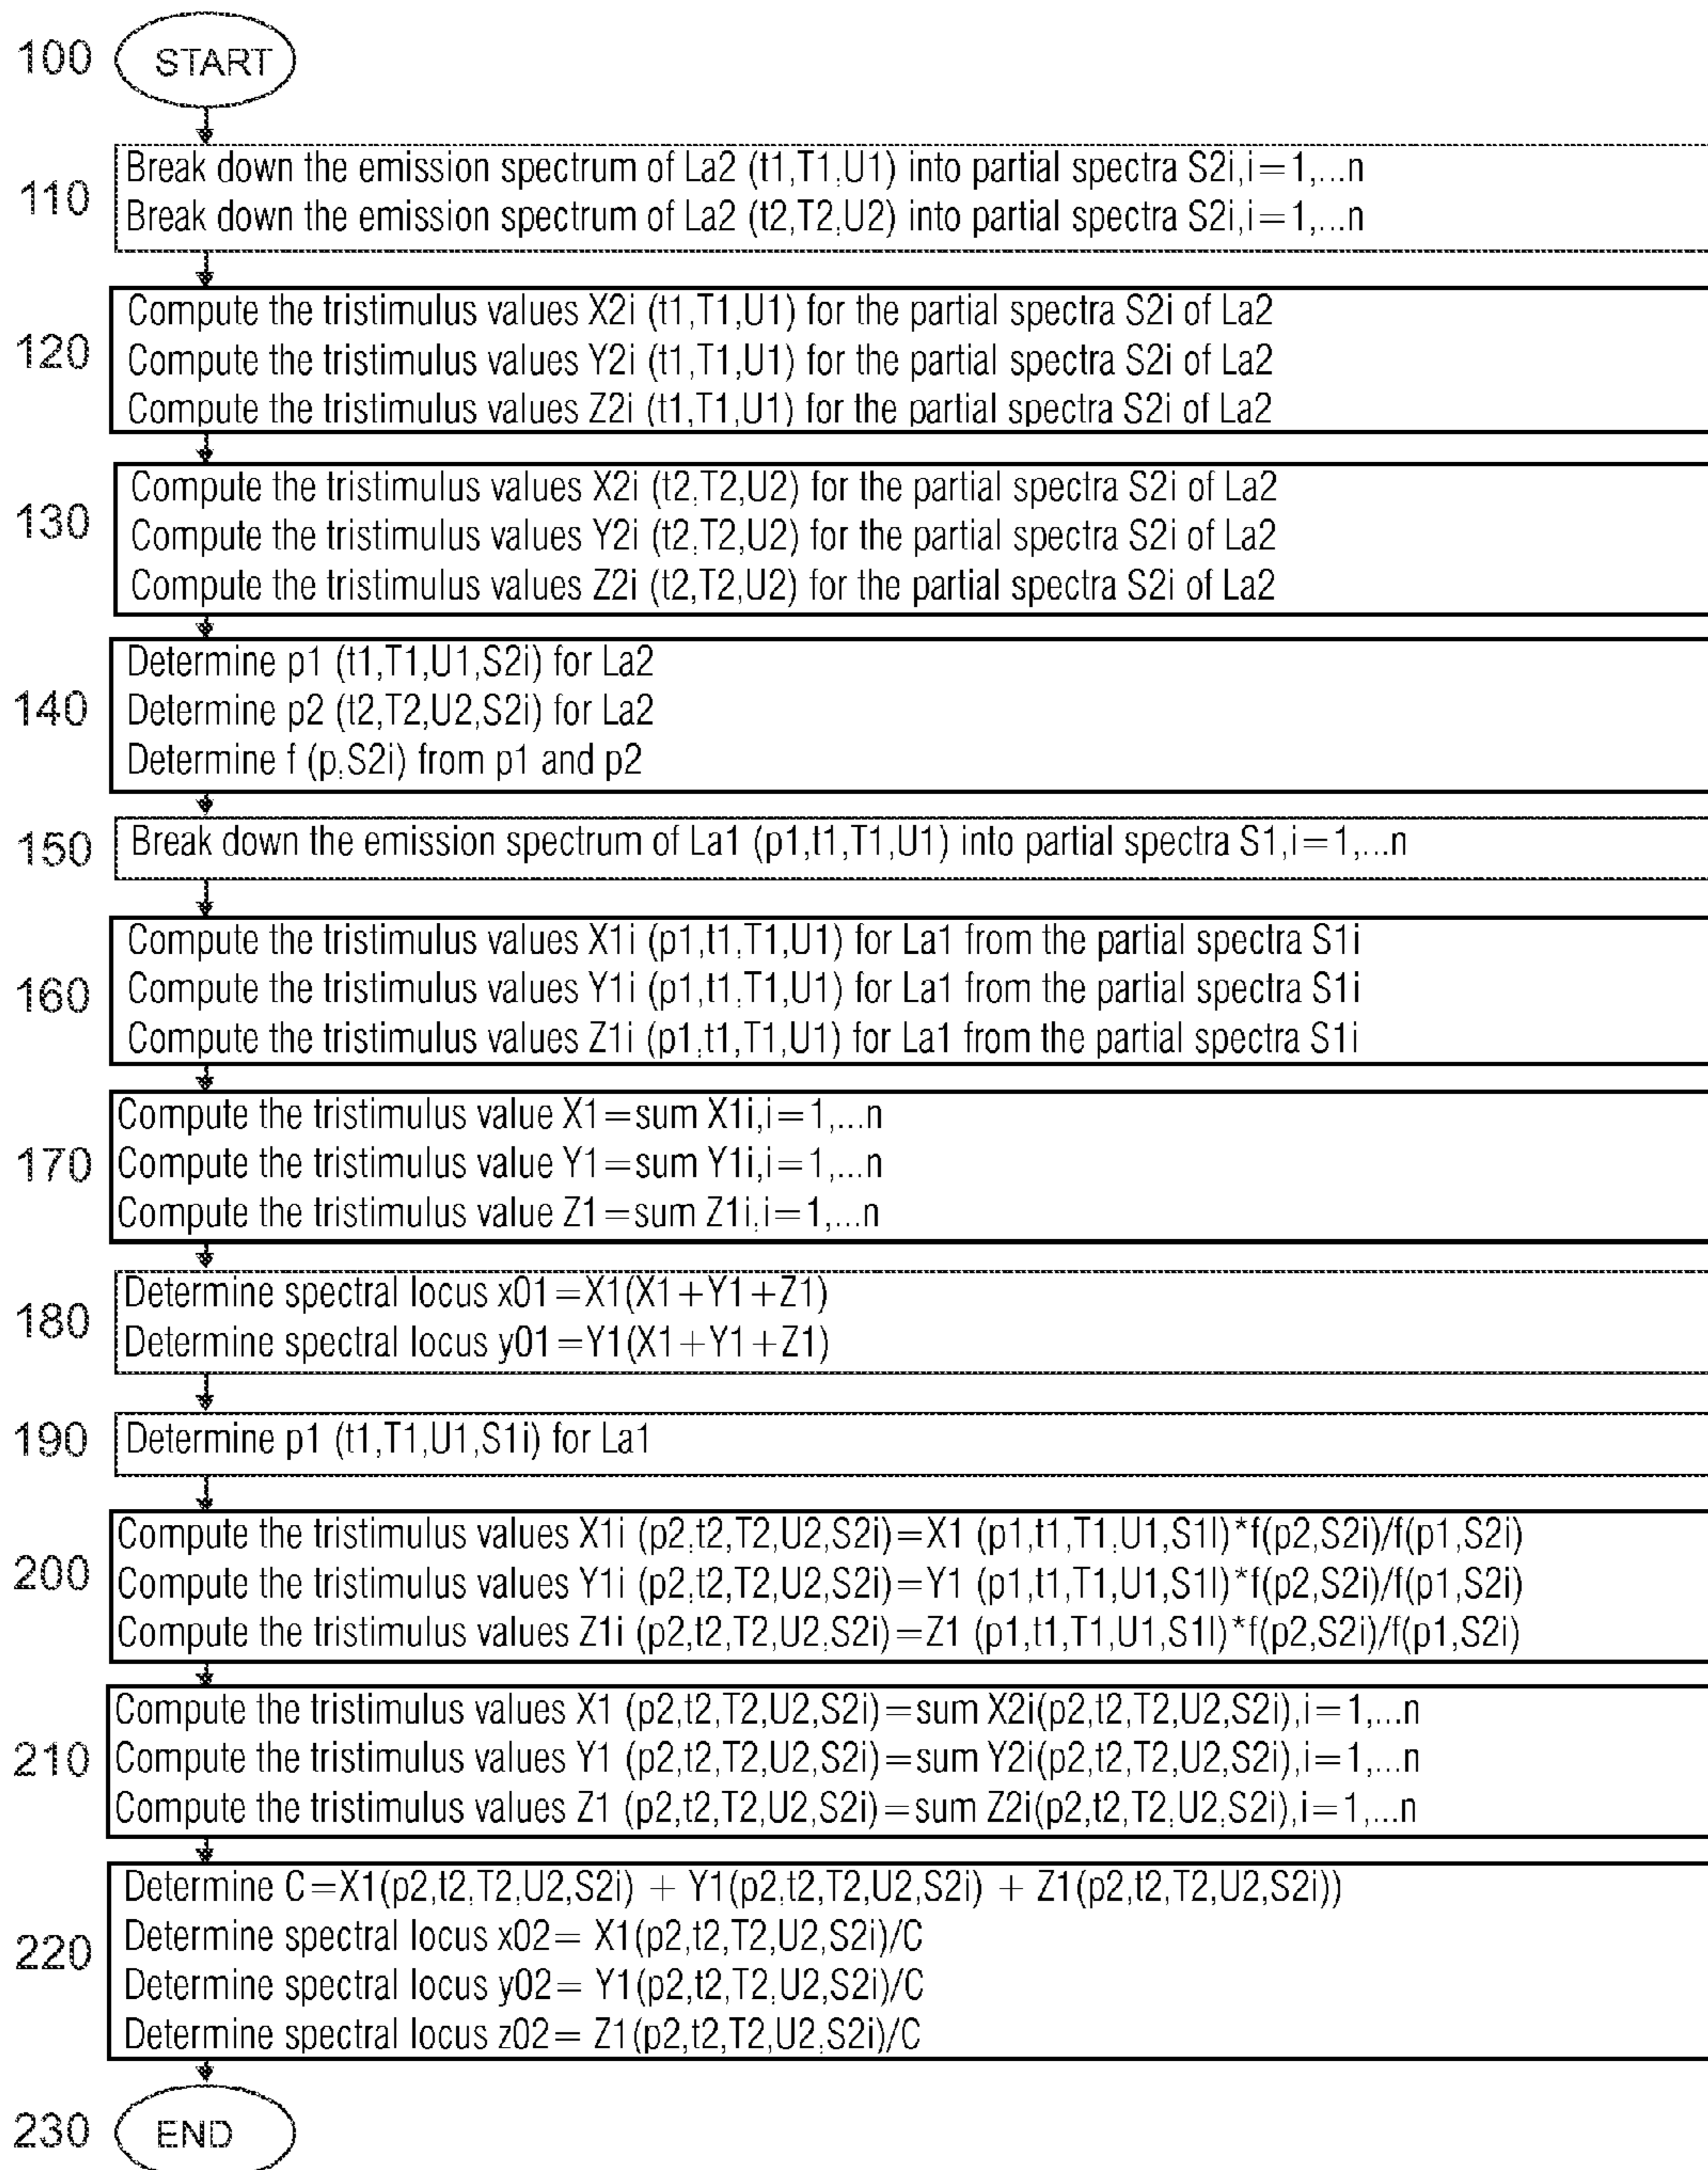 100 START
110
Break down the emission spectrum of La2 (t1,T1,U1) into partial spectra S2i,i=1,...n
Break down the emission spectrum of La2 (t2,T2,U2) into partial spectra S2i,i=1,...n
120
Compute the tristimulus values X2i (t1,T1,U1) for the partial spectra S2i of La2
Compute the tristimulus values Y2i (t1,T1,U1) for the partial spectra S2i of La2
Compute the tristimulus values Z2i (t1,T1,U1) for the partial spectra S2i of La2
130
Compute the tristimulus values X2i (t2,T2,U2) for the partial spectra S2i of La2
Compute the tristimulus values Y2i (t2,T2,U2) for the partial spectra S2i of La2
Compute the tristimulus values Z2i (t2,T2,U2) for the partial spectra S2i of La2
140
Determine p1 (t1,T1,U1,S2i) for La2
Determine p2 (t2,T2,U2,S2i) for La2
Determine f (p,S2i) from p1 and p2
150
Break down the emission spectrum of La1 (p1,t1,T1,U1) into partial spectra S1,i=1,...n
160
Compute the tristimulus values X1i (p1,t1,T1,U1) for La1 from the partial spectra S1i
Compute the tristimulus values Y1i (p1,t1,T1,U1) for La1 from the partial spectra S1i
Compute the tristimulus values Z1i (p1,t1,T1,U1) for La1 from the partial spectra S1i
170
Compute the tristimulus value X1=sum X1i,i=1,...n
Compute the tristimulus value Y1=sum Y1i,i=1,...n
Compute the tristimulus value Z1=sum Z1i,i=1,...n
180
Determine spectral locus x01=X1(X1+Y1+Z1)
Determine spectral locus y01=Y1(X1+Y1+Z1)
190
Determine p1 (t1,T1,U1,S1i) for La1
200
Compute the tristimulus values X1i (p2,t2,T2,U2,S2i)=X1 (p1,t1,T1,U1,S1l)*f(p2,S2i)/f(p1,S2i)
Compute the tristimulus values Y1i (p2,t2,T2,U2,S2i)=Y1 (p1,t1,T1,U1,S1l)*f(p2,S2i)/f(p1,S2i)
Compute the tristimulus values Z1i (p2,t2,T2,U2,S2i)=Z1 (p1,t1,T1,U1,S1l)*f(p2,S2i)/f(p1,S2i)
210
Compute the tristimulus values X1 (p2,t2,T2,U2,S2i)=sum X2i(p2,t2,T2,U2,S2i),i=1,...n
Compute the tristimulus values Y1 (p2,t2,T2,U2,S2i)=sum Y2i(p2,t2,T2,U2,S2i),i=1,...n
Compute the tristimulus values Z1 (p2,t2,T2,U2,S2i)=sum Z2i(p2,t2,T2,U2,S2i),i=1,...n
220
Determine C=X1(p2,t2,T2,U2,S2i) + Y1(p2,t2,T2,U2,S2i) + Z1(p2,t2,T2,U2,S2i))
Determine spectral locus x02= X1(p2,t2,T2,U2,S2i)/C
Determine spectral locus y02= Y1(p2,t2,T2,U2,S2i)/C
Determine spectral locus z02= Z1(p2,t2,T2,U2,S2i)/C
230 END